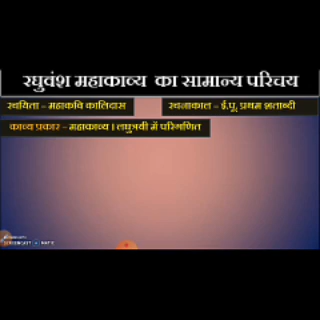 रघुवंश महाकाव्य का सामान्य परिचय
रचयिता – महाकवि कालिदास
रचनाकाल – ई.पू. प्रथम शताब्दी
काव्य प्रकार – महाकाव्य । लघुत्रयी में परिगणित